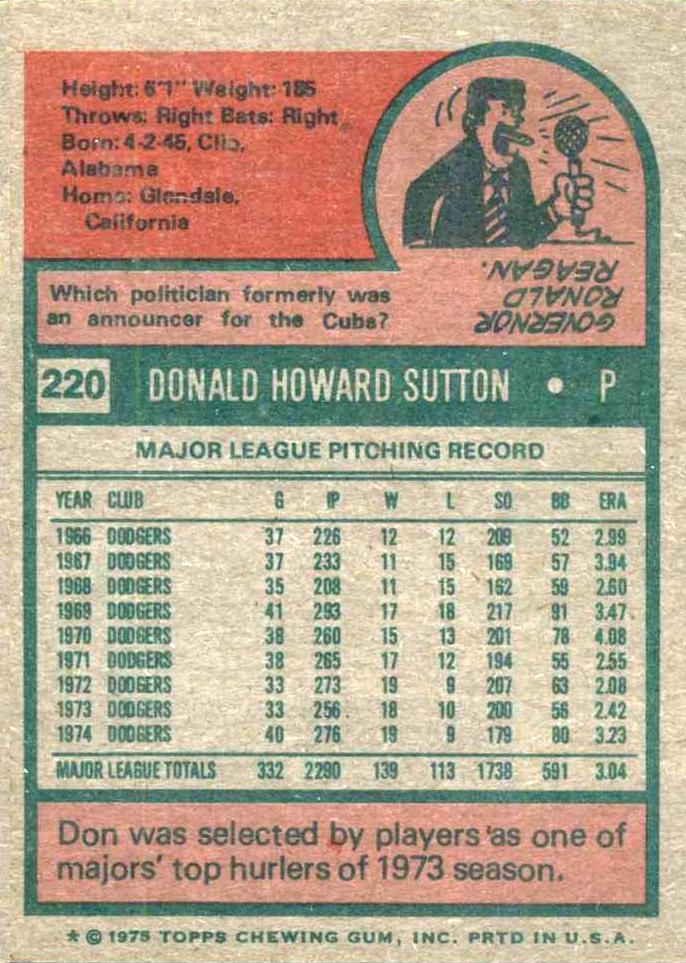 Height: 6'1" Weight: 185
Throws: Right Bats: Right
Born: 4-2-45, Clio,
Alabama
Home: Glendale,
California
Which politician formerly was
an announcer for the Cubs?
GOVERNOR
RONALD
REAGAN.
220 DONALD HOWARD SUTTON • P
MAJOR LEAGUE PITCHING RECORD
YEAR CLUB G IP W L SO BB ERA
1966 DODGERS 37 226 12 12 209 52 2.99
1967 DODGERS 37 233 11 15 169 57 3.94
1968 DODGERS 35 208 11 15 162 59 2.60
1969 DODGERS 41 293 17 18 217 91 3.47
1970 DODGERS 38 260 15 13 201 78 4.08
1971 DODGERS 38 265 17 12 194 55 2.55
1972 DODGERS 33 273 19 9 207 63 2.08
1973 DODGERS 33 256 18 10 200 56 2.42
1974 DODGERS 40 276 19 9 179 80 3.23
MAJOR LEAGUE TOTALS 332 2290 139 113 1738 591 3.04
Don was selected by players as one of
majors' top hurlers of 1973 season.
* © 1975 TOPPS CHEWING GUM, INC. PRTD IN U.S.A.